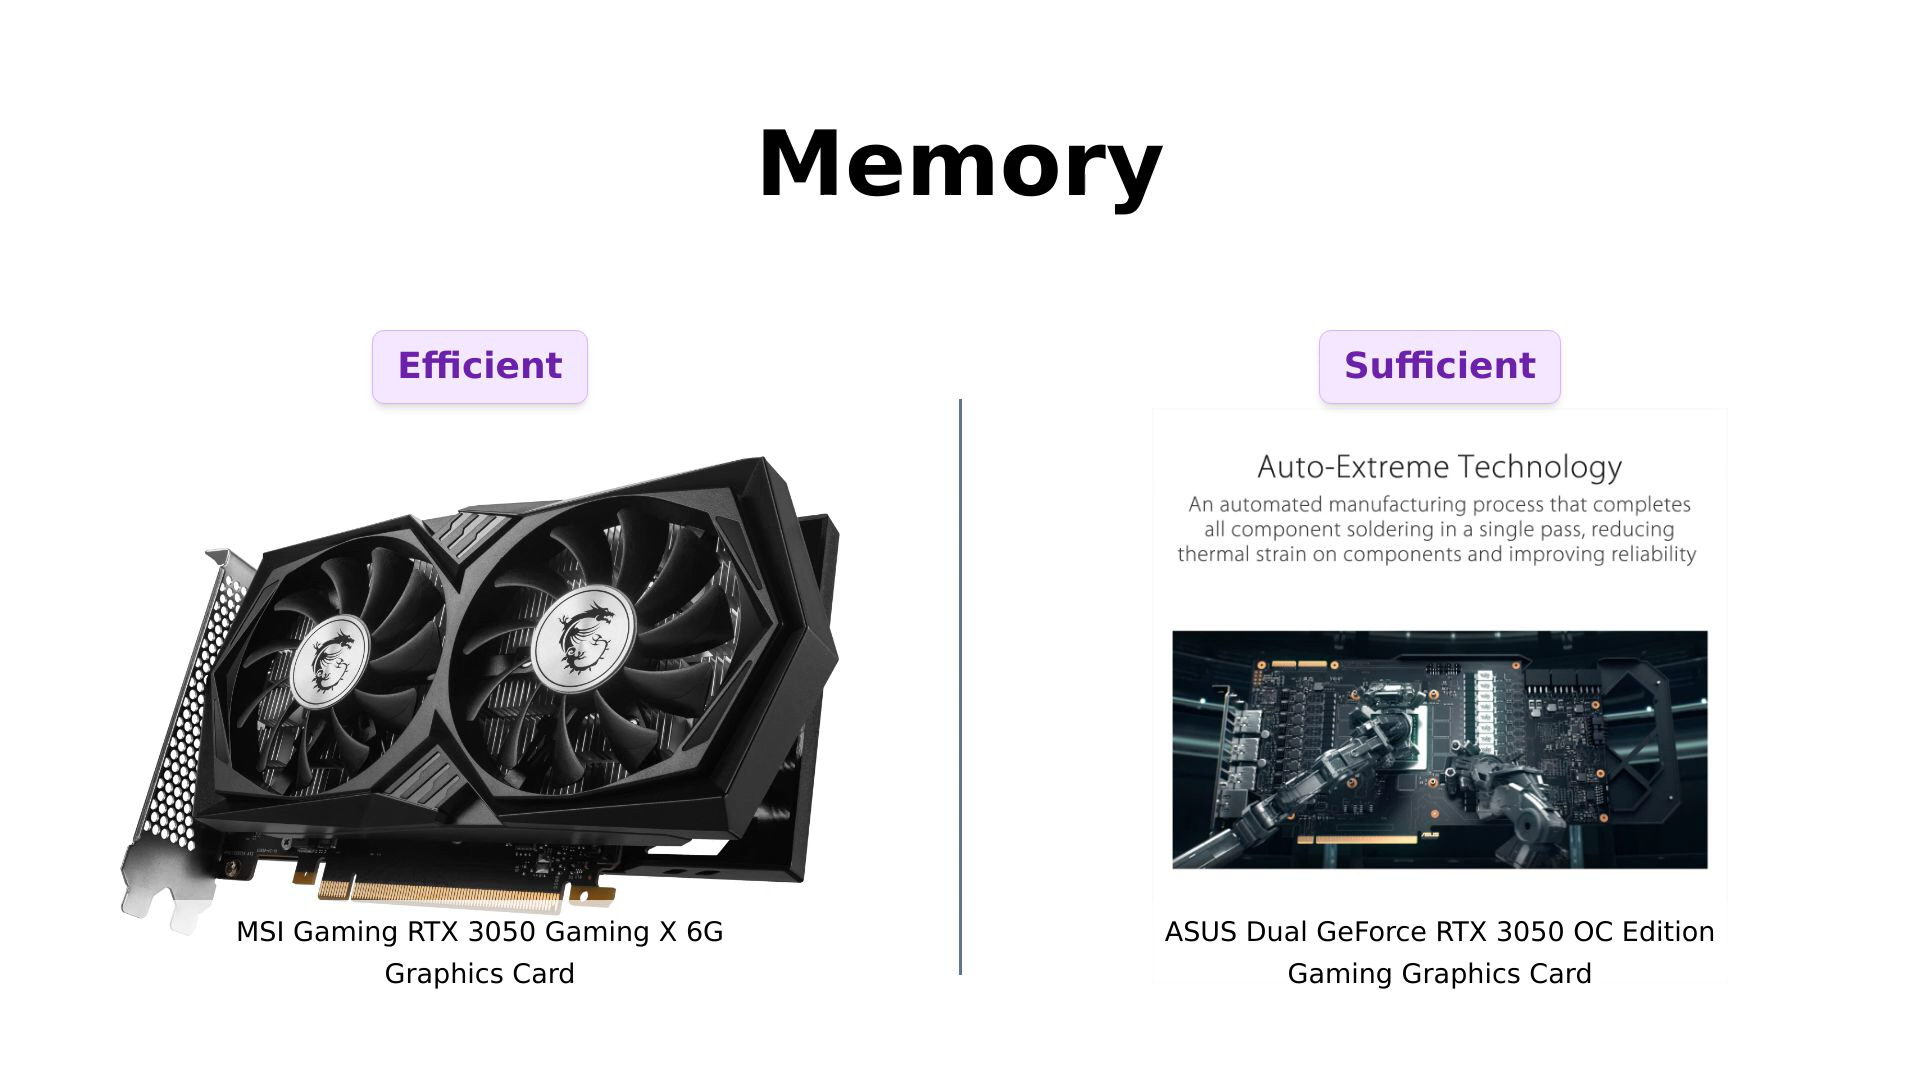 Memory
Efficient
Sufficient
Auto-Extreme Technology
An automated manufacturing process that completes
all component soldering in a single pass, reducing
thermal strain on components and improving reliability
MSI Gaming RTX 3050 Gaming X 6G
Graphics Card
ASUS Dual GeForce RTX 3050 OC Edition
Gaming Graphics Card